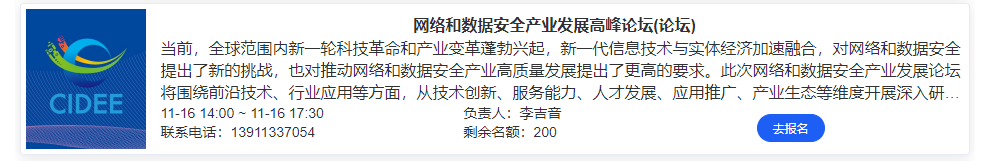 网络和数据安全产业发展高峰论坛(论坛)
当前，全球范围内新一轮科技革命和产业变革蓬勃兴起，新一代信息技术与实体经济加速融合，对网络和数据安全
提出了新的挑战，也对推动网络和数据安全产业高质量发展提出了更高的要求。此次网络和数据安全产业发展论坛
将围绕前沿技术、行业应用等方面，从技术创新、服务能力、人才发展、应用推广、产业生态等维度开展深入研...
CIDEE
11-16 14:00 ~ 11-16 17:30 负责人：李吉音
联系电话：13911337054 剩余名额：200
去报名